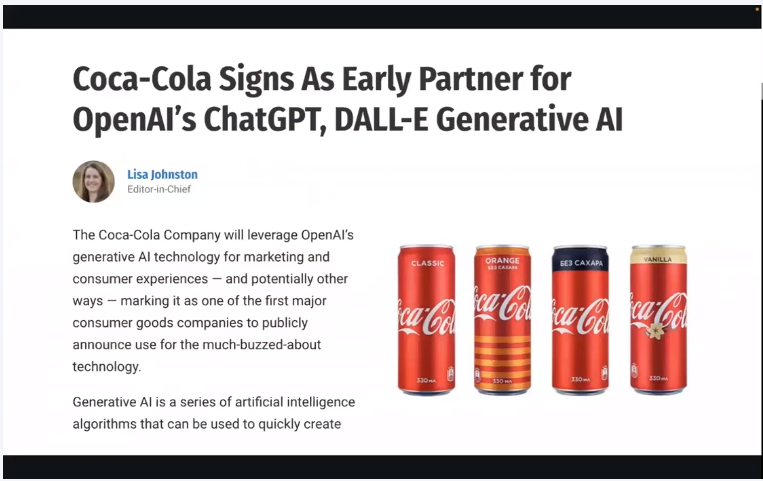 Coca-Cola Signs As Early Partner for
OpenAI’s ChatGPT, DALL-E Generative AI
Lisa Johnston
Editor-in-Chief
The Coca-Cola Company will leverage OpenAI’s
generative AI technology for marketing and
consumer experiences — and potentially other
ways — marking it as one of the first major
consumer goods companies to publicly
announce use for the much-buzzed-about
technology.
Generative AI is a series of artificial intelligence
algorithms that can be used to quickly create
CLASSIC
Coca-Col
330 мл
ORANGE
БЕЗ САХАРА
Coca-Col
330 мл
БЕЗ САХАРА
Coca-Col
330 мл
VANILLA
Coca-Col
330 мл